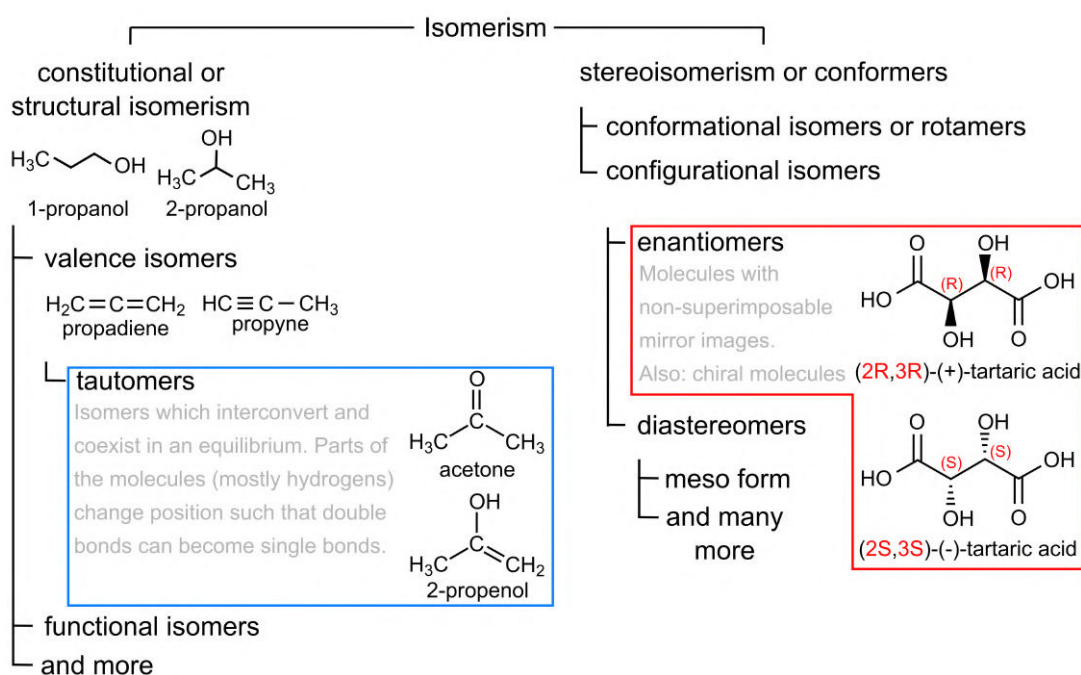 Isomerism
constitutional or
structural isomerism
OH
H₃C
OH
H₃C
CH₃
1-propanol
2-propanol
valence isomers
H₂C=C=CH₂
HC≡C−CH₃
propadiene
propyne
tautomers
Isomers which interconvert and
coexist in an equilibrium. Parts of
the molecules (mostly hydrogens)
change position such that double
bonds can become single bonds.
O
C
H₃C
CH₃
acetone
OH
C
H₃C
CH₂
2-propenol
functional isomers
and more
stereoisomerism or conformers
conformational isomers or rotamers
configurational isomers
enantiomers
Molecules with
non-superimposable
mirror images.
Also: chiral molecules
O
OH
(R)
(R)
HO
OH
OH
O
(2R,3R)-(+)-tartaric acid
diastereomers
meso form
and many
more
O
OH
(S)
(S)
HO
OH
OH
O
(2S,3S)-(-)-tartaric acid